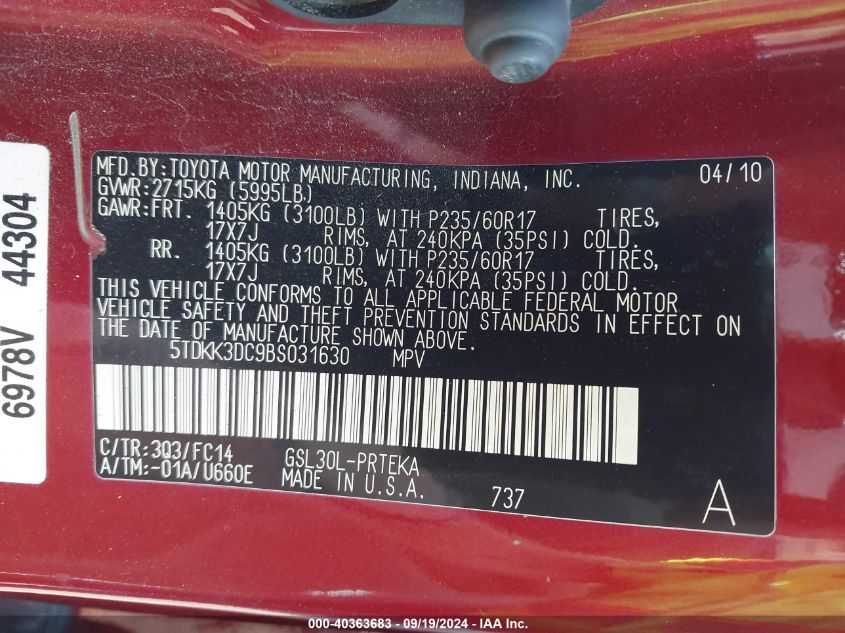 MFD.BY:TOYOTA MOTOR MANUFACTURING, INDIANA, INC. 04/10
GVWR:2715KG (5995LB)
GAWR:FRT. 1405KG (3100LB) WITH P235/60R17 TIRES,
17X7J RIMS, AT 240KPA (35PSI) COLD.
RR. 1405KG (3100LB) WITH P235/60R17 TIRES,
17X7J RIMS, AT 240KPA (35PSI) COLD.
THIS VEHICLE CONFORMS TO ALL APPLICABLE FEDERAL MOTOR
VEHICLE SAFETY AND THEFT PREVENTION STANDARDS IN EFFECT ON
THE DATE OF MANUFACTURE SHOWN ABOVE.
5TDKK3DC9BS031630 MPV
C/TR:3Q3/FC14 GSL30L-PRTEKA
A/TM:-01A/U660E MADE IN U.S.A. 737 A
6978V 44304
000-40363683 - 09/19/2024 - Copyright © IAA, Inc.